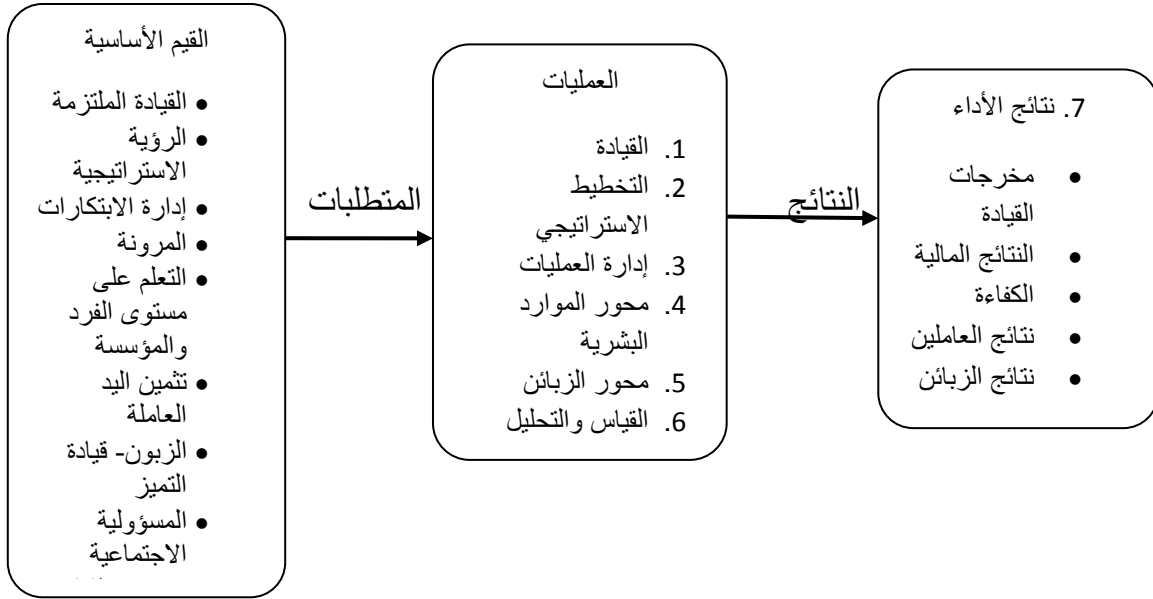 القيم الأساسية
• القيادة الملتزمة
• الرؤية
الاستراتيجية
• إدارة الابتكارات
• المرونة
• التعلم على
مستوى الفرد
والمؤسسة
• تثمين اليد
العاملة
• الزبون- قيادة
التميز
• المسؤولية
الاجتماعية
المتطلبات
العمليات
1. القيادة
2. التخطيط
الاستراتيجي
3. إدارة العمليات
4. محور الموارد
البشرية
5. محور الزبائن
6. القياس والتحليل
النتائج
7. نتائج الأداء
• مخرجات
القيادة
• النتائج المالية
• الكفاءة
• نتائج العاملين
• نتائج الزبائن